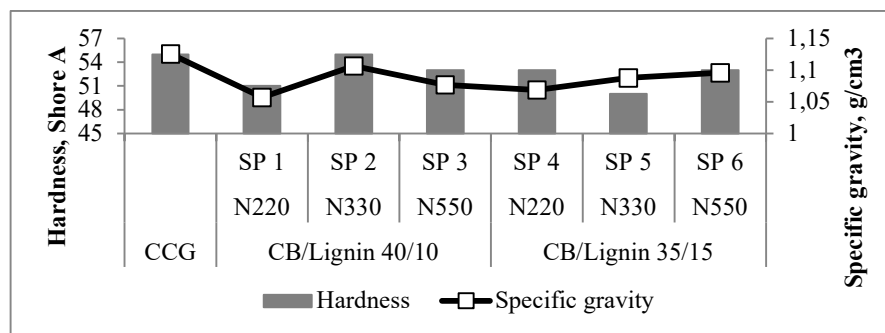 Hardness, Shore A
57
54
51
48
45
1,15
1,1
1,05
1
Specific gravity, g/cm3
SP 1 SP 2 SP 3 SP 4 SP 5 SP 6
N220 N330 N550 N220 N330 N550
CCG CB/Lignin 40/10 CB/Lignin 35/15
Hardness Specific gravity